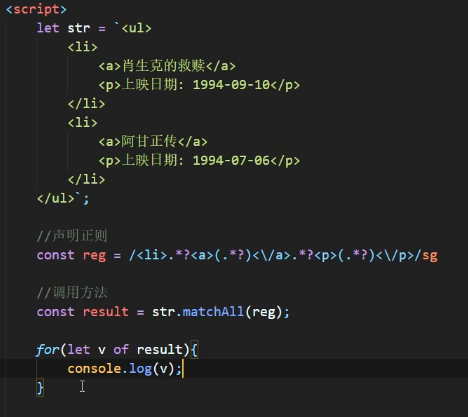 <script>
let str = `<ul>
<li>
<a>肖生克的救赎</a>
<p>上映日期: 1994-09-10</p>
</li>
<li>
<a>阿甘正传</a>
<p>上映日期: 1994-07-06</p>
</li>
</ul>`;
//声明正则
const reg = /<li>.*?<a>(.*?)<\/a>.*?<p>(.*?)<\/p>/sg
//调用方法
const result = str.matchAll(reg);
for(let v of result){
console.log(v);
}